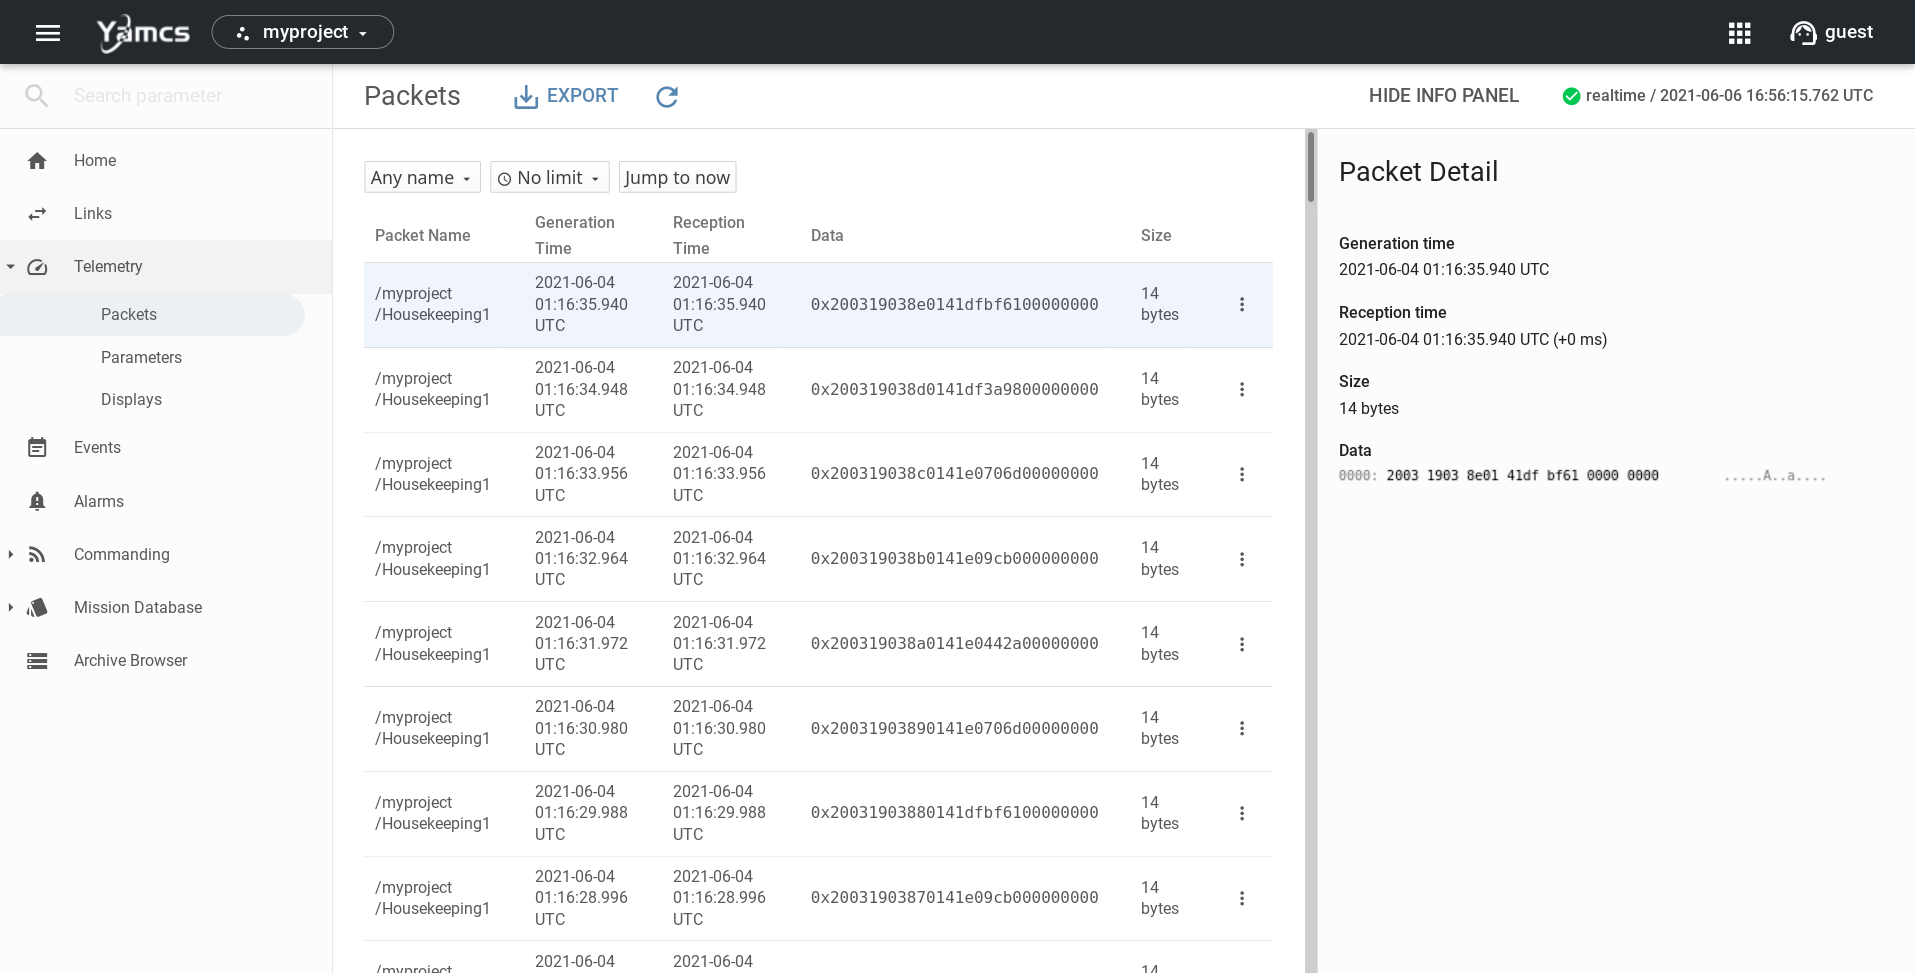 Yamcs
myproject
guest
Search parameter
Packets
EXPORT
HIDE INFO PANEL
realtime / 2021-06-06 16:56:15.762 UTC
Home
Links
Telemetry
Packets
Parameters
Displays
Events
Alarms
Commanding
Mission Database
Archive Browser
Any name
No limit
Jump to now
Packet Name
Generation
Time
Reception
Time
Data
Size
/myproject
/Housekeeping1
2021-06-04
01:16:35.940
UTC
2021-06-04
01:16:35.940
UTC
0x200319038e0141dfbf6100000000
14
bytes
/myproject
/Housekeeping1
2021-06-04
01:16:34.948
UTC
2021-06-04
01:16:34.948
UTC
0x200319038d0141df3a9800000000
14
bytes
/myproject
/Housekeeping1
2021-06-04
01:16:33.956
UTC
2021-06-04
01:16:33.956
UTC
0x200319038c0141e0706d00000000
14
bytes
/myproject
/Housekeeping1
2021-06-04
01:16:32.964
UTC
2021-06-04
01:16:32.964
UTC
0x200319038b0141e09cb000000000
14
bytes
/myproject
/Housekeeping1
2021-06-04
01:16:31.972
UTC
2021-06-04
01:16:31.972
UTC
0x200319038a0141e0442a00000000
14
bytes
/myproject
/Housekeeping1
2021-06-04
01:16:30.980
UTC
2021-06-04
01:16:30.980
UTC
0x20031903890141e0706d00000000
14
bytes
/myproject
/Housekeeping1
2021-06-04
01:16:29.988
UTC
2021-06-04
01:16:29.988
UTC
0x20031903880141dfbf6100000000
14
bytes
/myproject
/Housekeeping1
2021-06-04
01:16:28.996
UTC
2021-06-04
01:16:28.996
UTC
0x20031903870141e09cb000000000
14
bytes
/myproject
2021-06-04
2021-06-04
14
Packet Detail
Generation time
2021-06-04 01:16:35.940 UTC
Reception time
2021-06-04 01:16:35.940 UTC (+0 ms)
Size
14 bytes
Data
0000: 2003 1903 8e01 41df bf61 0000 0000 .....A..a....